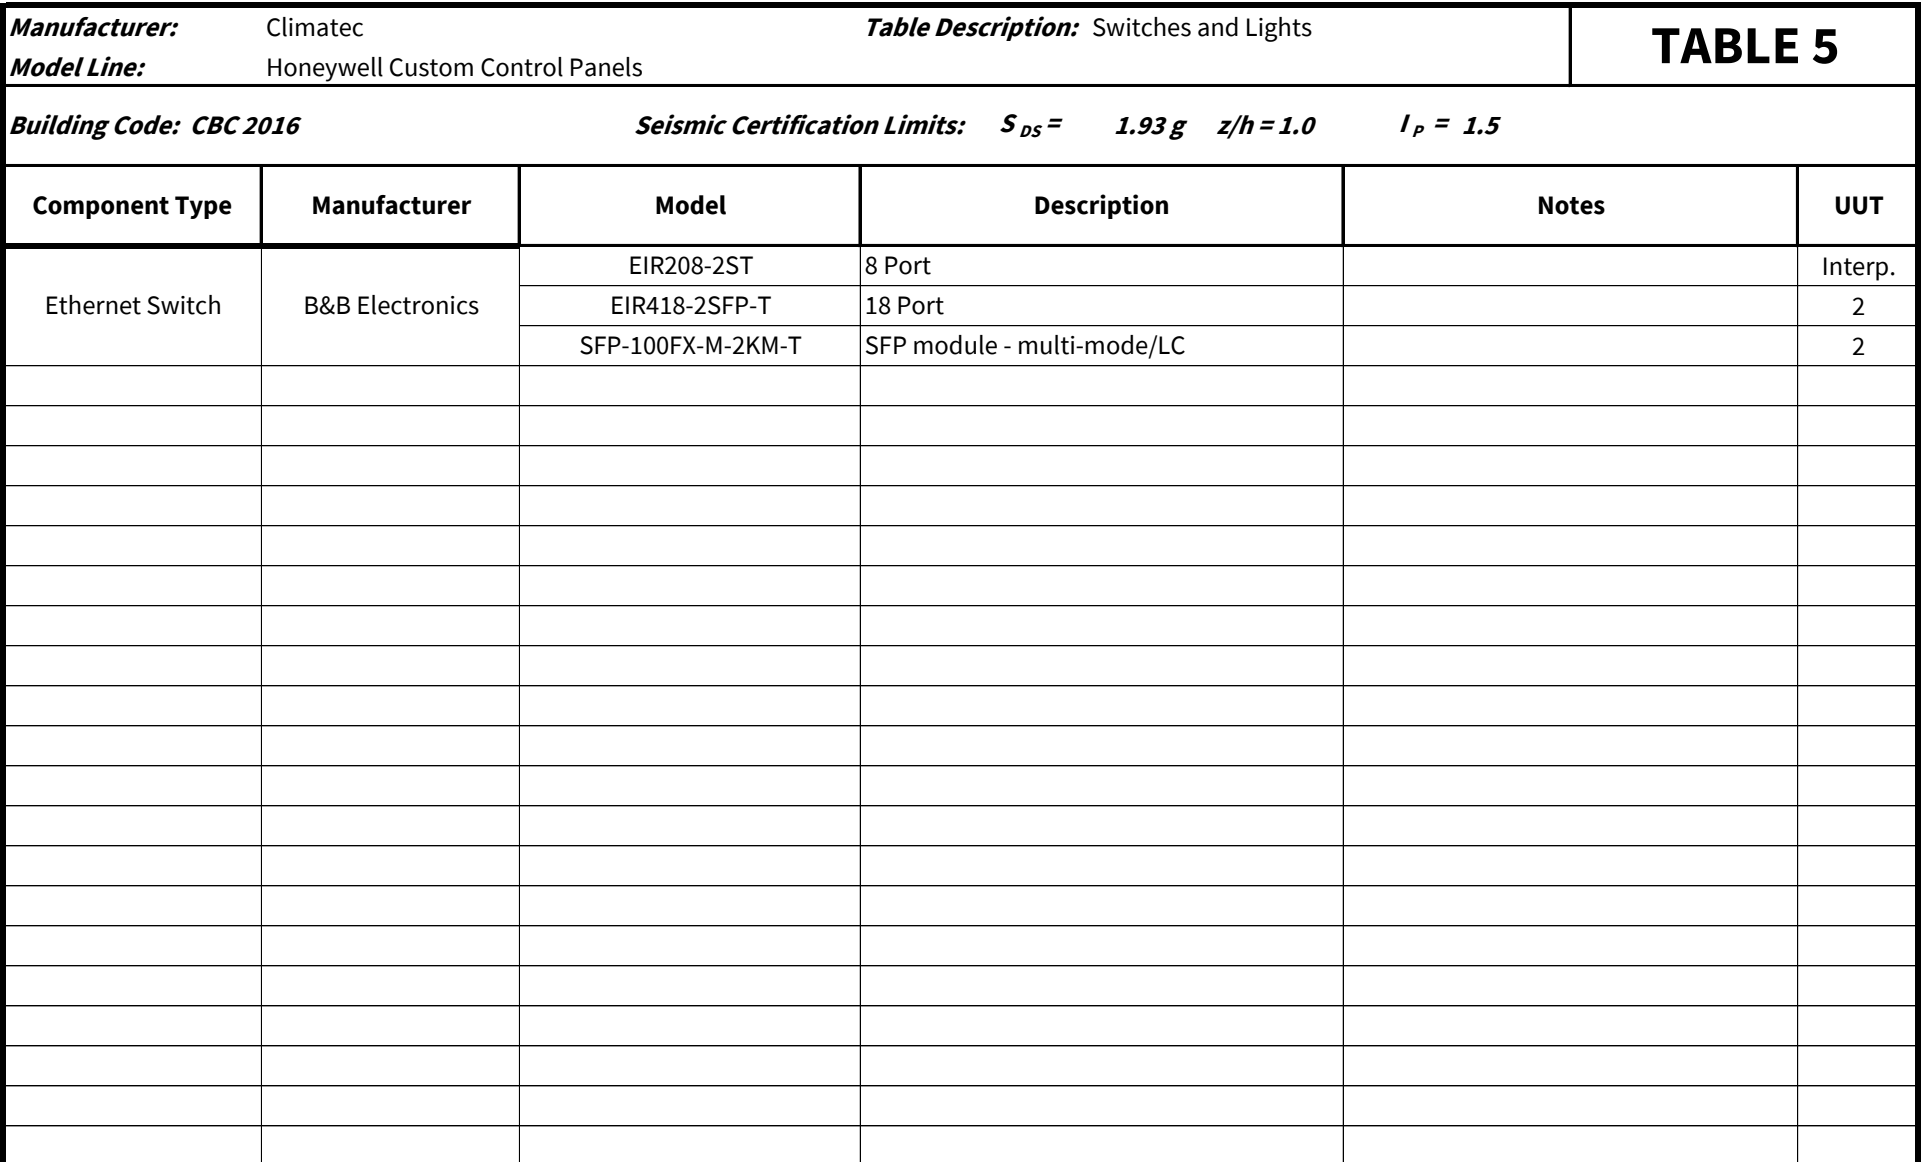 Manufacturer: Climatec Table Description: Switches and Lights TABLE 5
Model Line: Honeywell Custom Control Panels
Building Code: CBC 2016 Seismic Certification Limits: S DS = 1.93 g z/h = 1.0 I P = 1.5
Component Type Manufacturer Model Description Notes UUT
EIR208-2ST 8 Port Interp.
Ethernet Switch B&B Electronics EIR418-2SFP-T 18 Port 2
SFP-100FX-M-2KM-T SFP module - multi-mode/LC 2